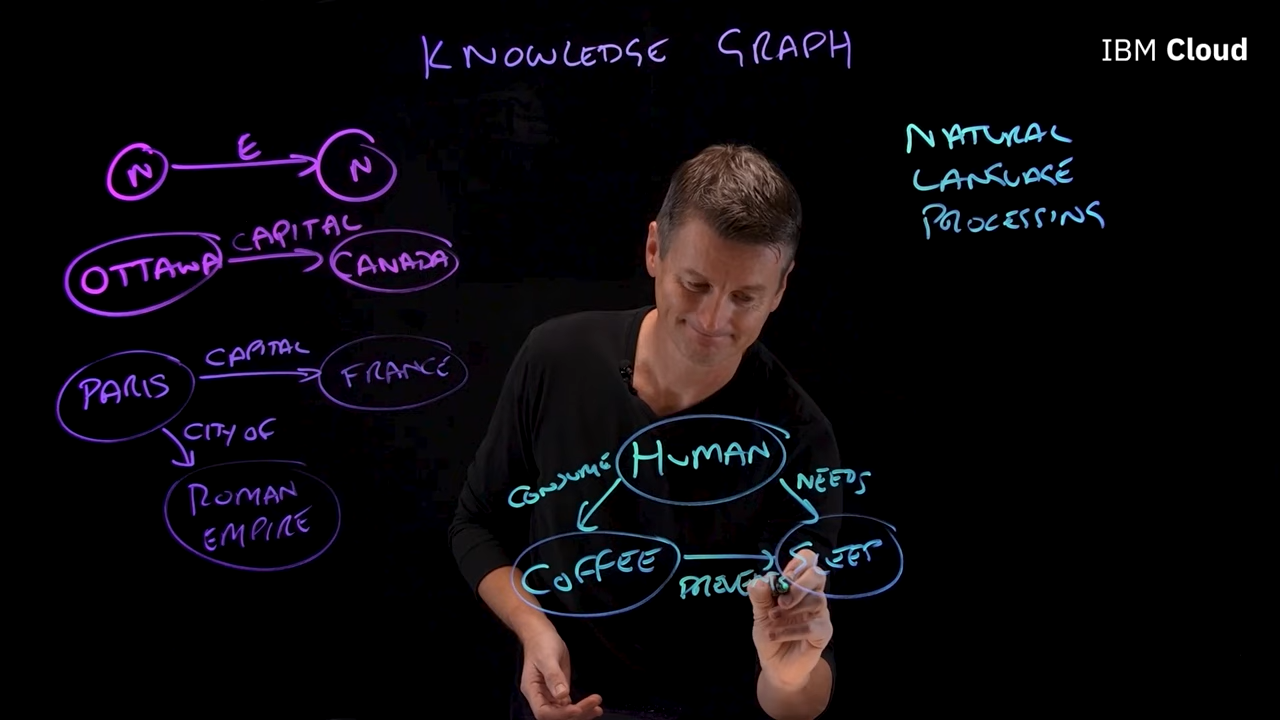 KNOWLEDGE GRAPH
IBM Cloud
N E N
OTTAWA CAPITAL CANADA
PARIS CAPITAL FRANCE
CITY OF
ROMAN
EMPIRE
NATURAL
LANGUAGE
PROCESSING
HUMAN
CONSUME
NEEDS
COFFEE
PREVENTS
SLEEP